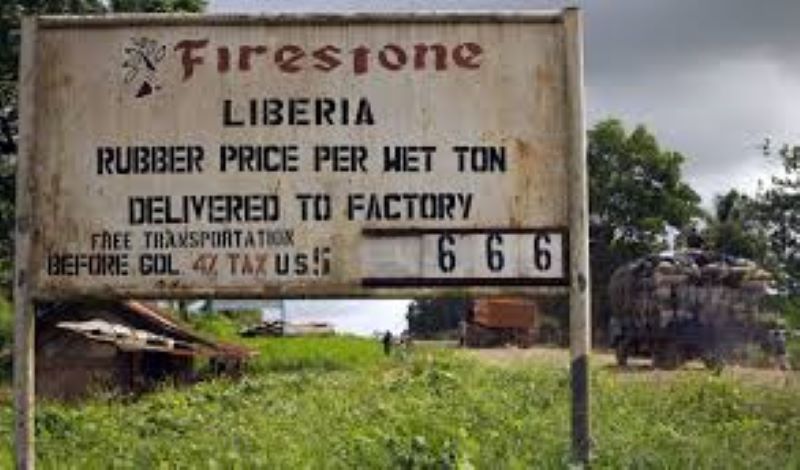 Firestone
LIBERIA
RUBBER PRICE PER WET TON
DELIVERED TO FACTORY
FREE TRANSPORTATION
BEFORE GOL 4% TAX US$ 666